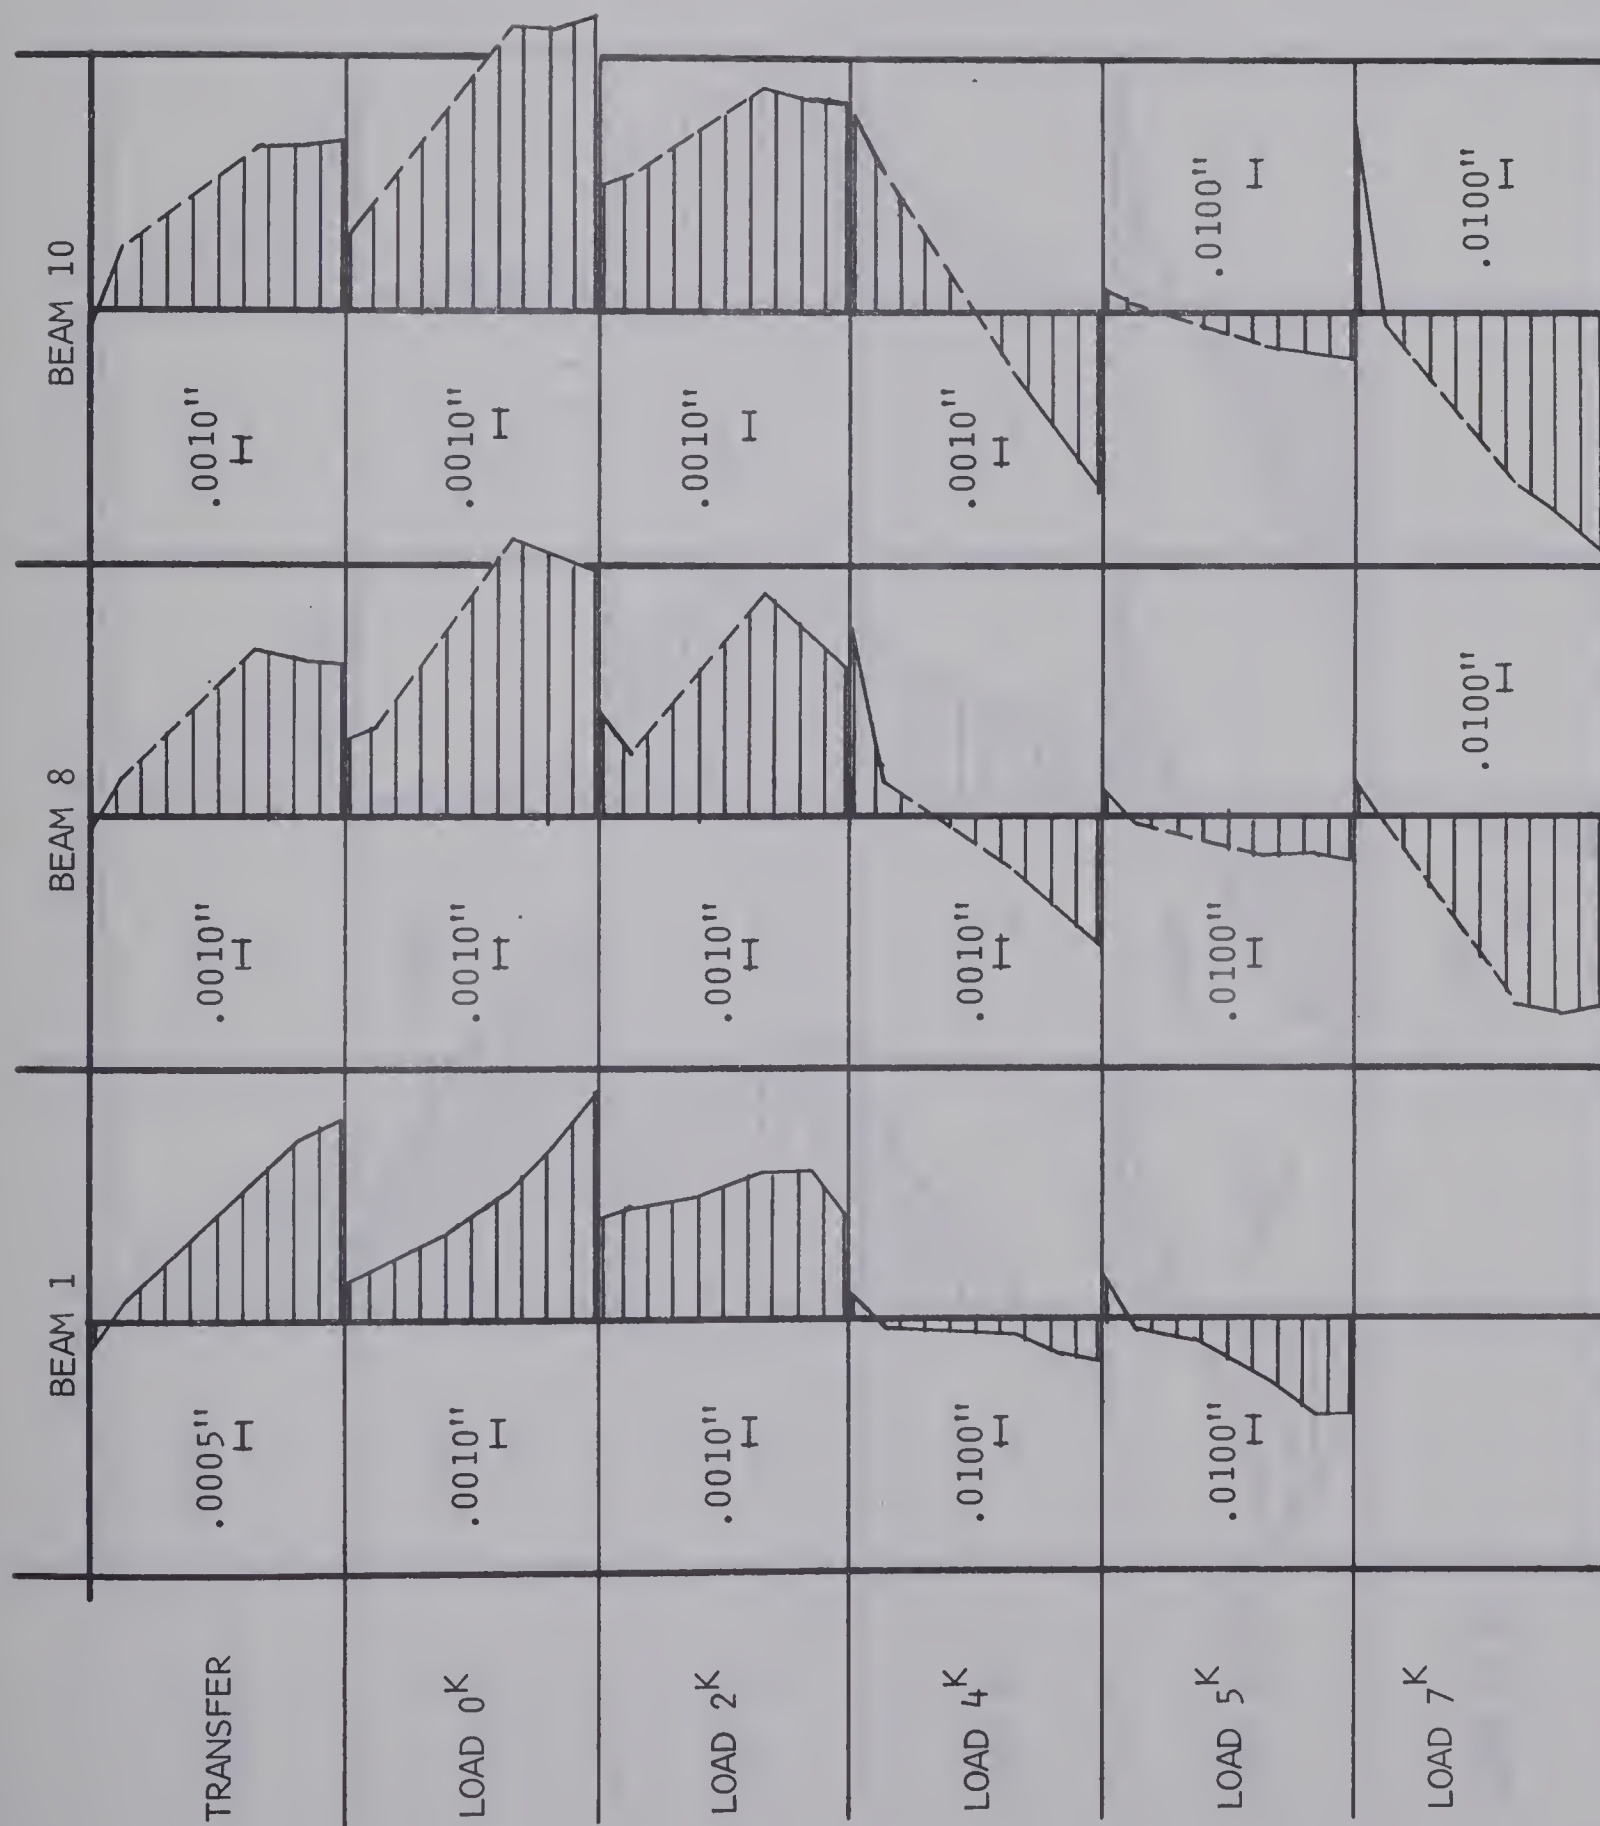 BEAM 1 BEAM 8 BEAM 10
TRANSFER .0005" .0010" .0010"
LOAD 0ᴷ .0010" .0010" .0010"
LOAD 2ᴷ .0010" .0010" .0010"
LOAD 4ᴷ .0100" .0010" .0010"
LOAD 5ᴷ .0100" .0100" .0100"
LOAD 7ᴷ .0100" .0100"